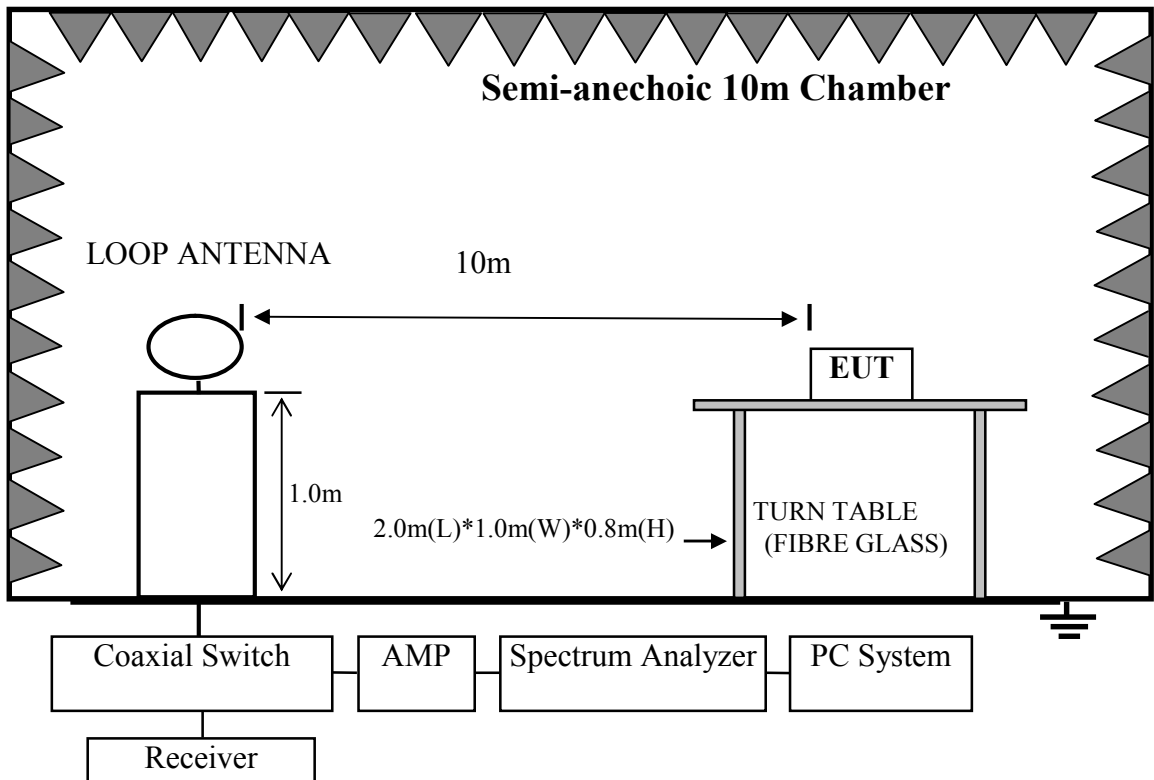 Semi-anechoic 10m Chamber
LOOP ANTENNA
10m
EUT
1.0m
2.0m(L)*1.0m(W)*0.8m(H)
TURN TABLE
(FIBRE GLASS)
Coaxial Switch
AMP
Spectrum Analyzer
PC System
Receiver